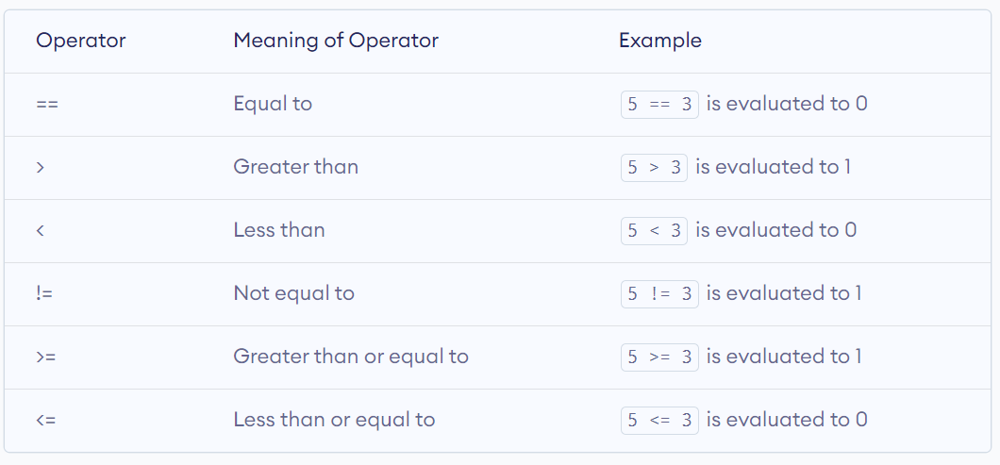 Operator Meaning of Operator Example
== Equal to 5 == 3 is evaluated to 0
> Greater than 5 > 3 is evaluated to 1
< Less than 5 < 3 is evaluated to 0
!= Not equal to 5 != 3 is evaluated to 1
>= Greater than or equal to 5 >= 3 is evaluated to 1
<= Less than or equal to 5 <= 3 is evaluated to 0